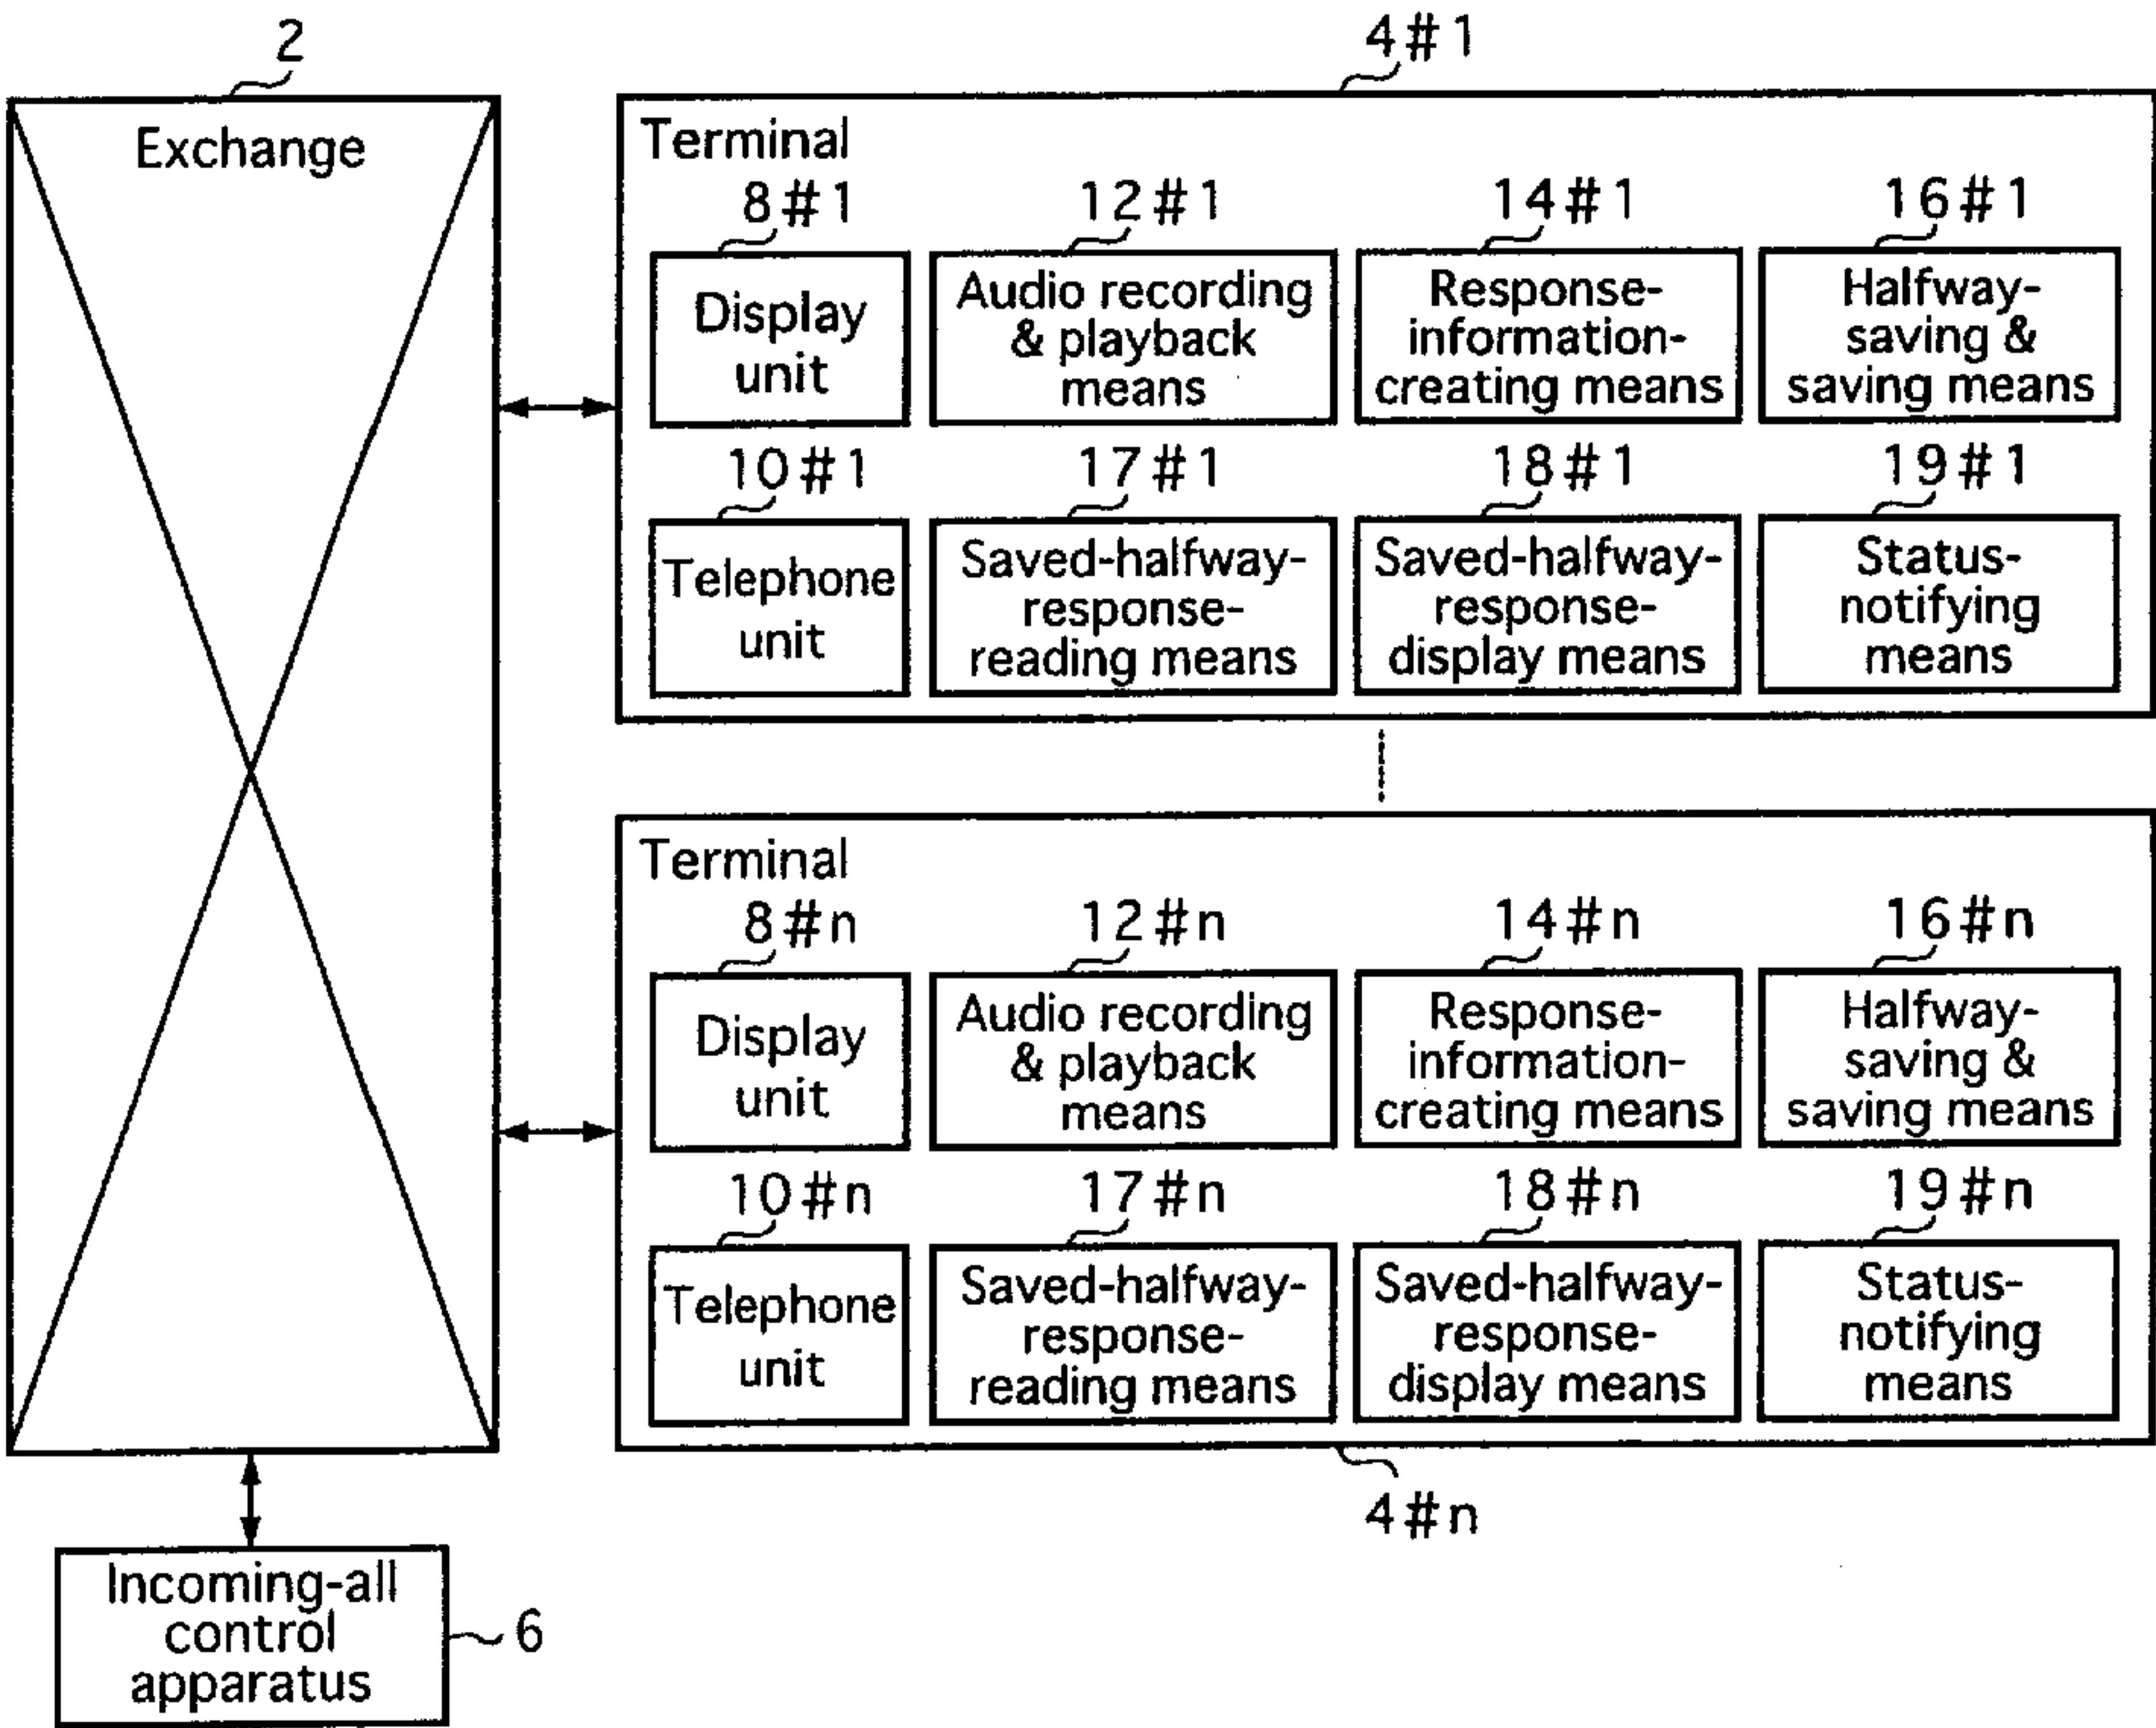 2
4#1
Exchange
Terminal
8#1
12#1
14#1
16#1
Display
unit
Audio recording
& playback
means
Response-
information-
creating means
Halfway-
saving &
saving means
10#1
17#1
18#1
19#1
Telephone
unit
Saved-halfway-
response-
reading means
Saved-halfway-
response-
display means
Status-
notifying
means
Terminal
8#n
12#n
14#n
16#n
Display
unit
Audio recording
& playback
means
Response-
information-
creating means
Halfway-
saving &
saving means
10#n
17#n
18#n
19#n
Telephone
unit
Saved-halfway-
response-
reading means
Saved-halfway-
response-
display means
Status-
notifying
means
4#n
Incoming-all
control
apparatus
6